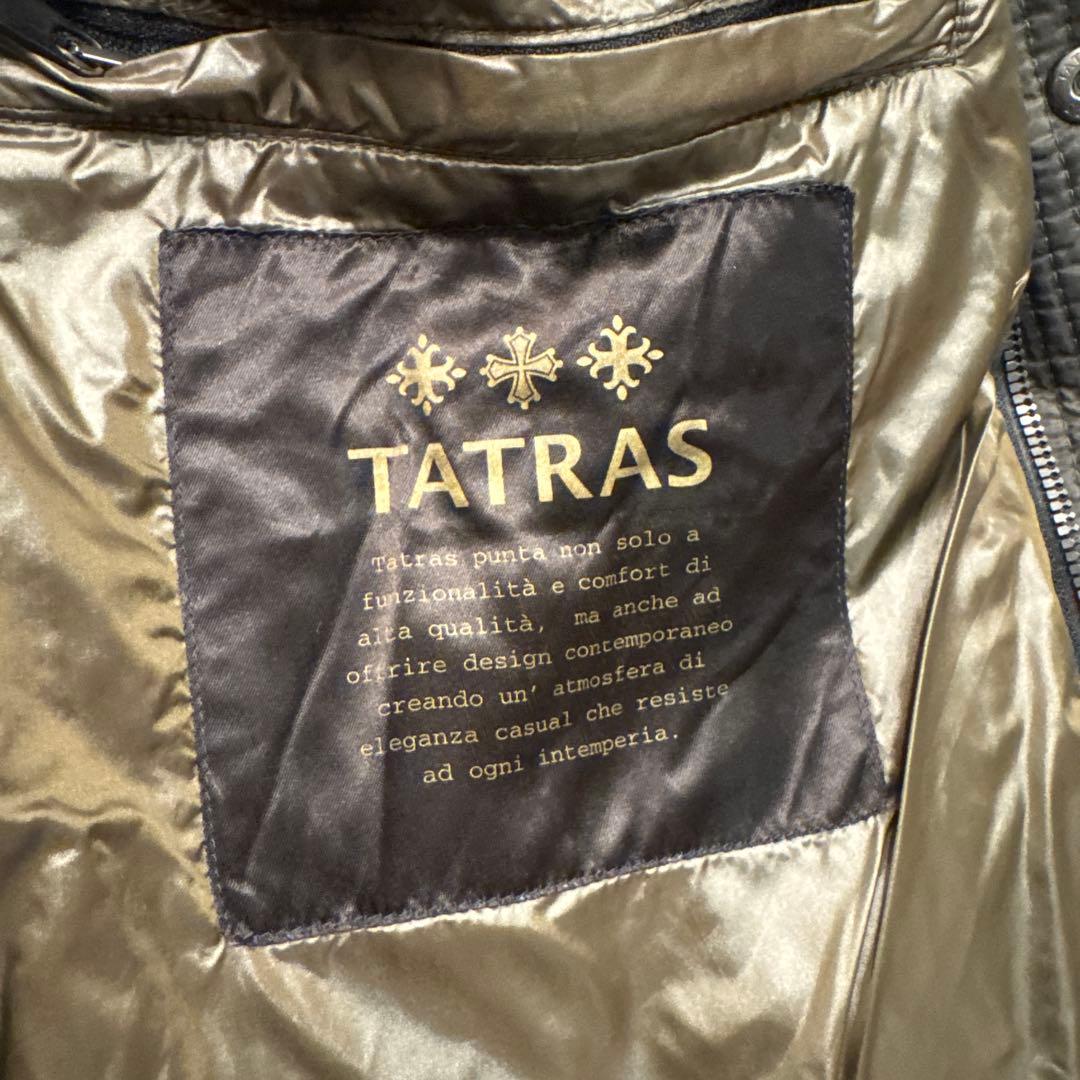 TATRAS
Tatras punta non solo a
funzionalità e comfort di
alta qualità, ma anche ad
offrire design contemporaneo
creando un' atmosfera di
eleganza casual che resiste
ad ogni intemperia.